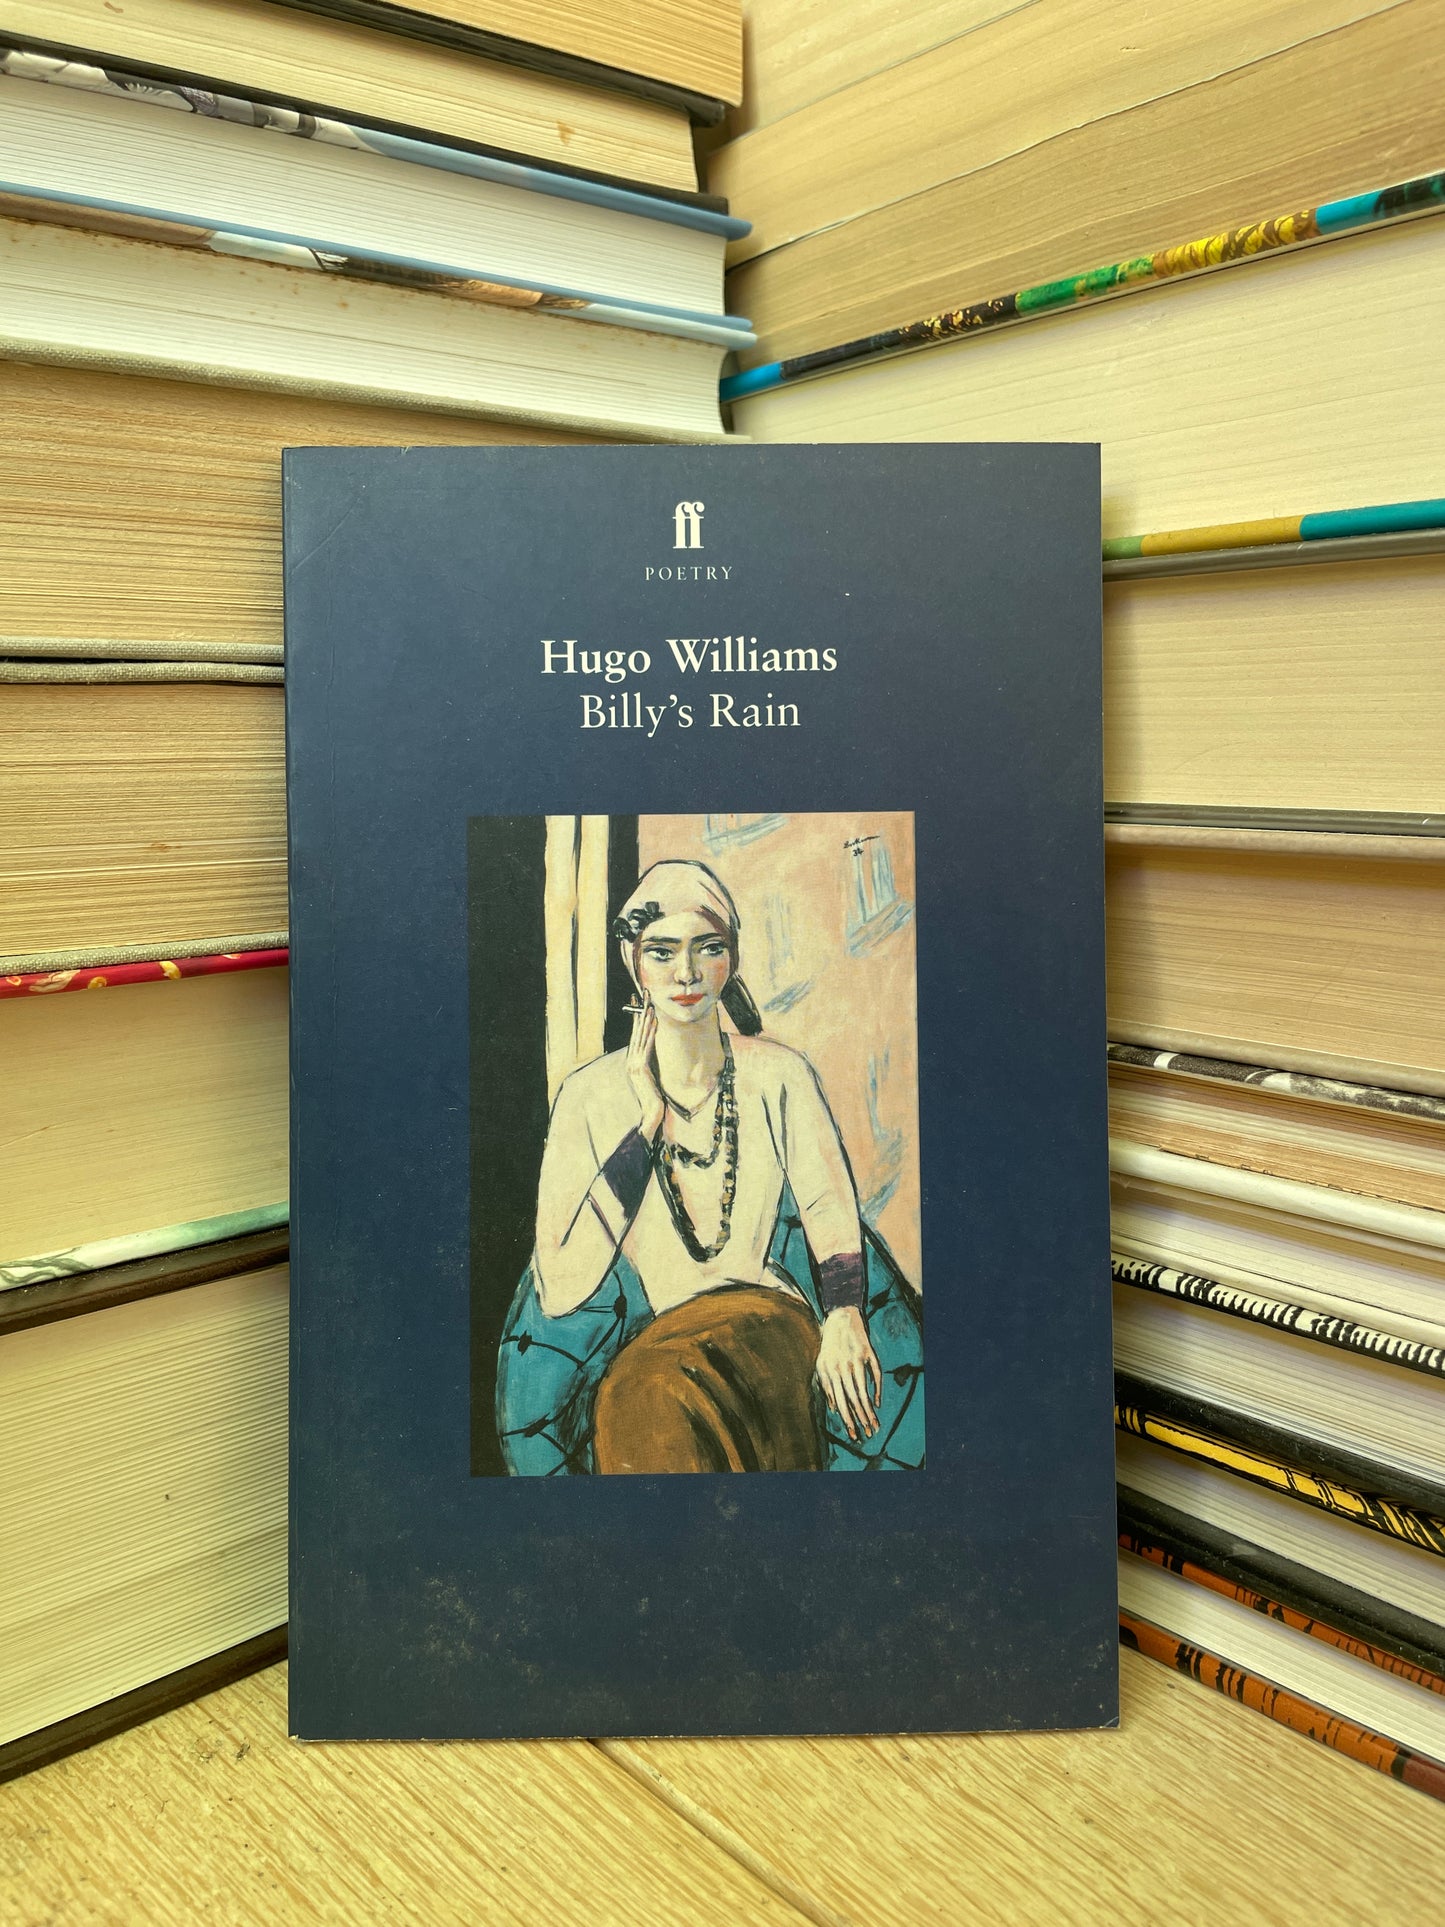 ff
POETRY
Hugo Williams
Billy’s Rain